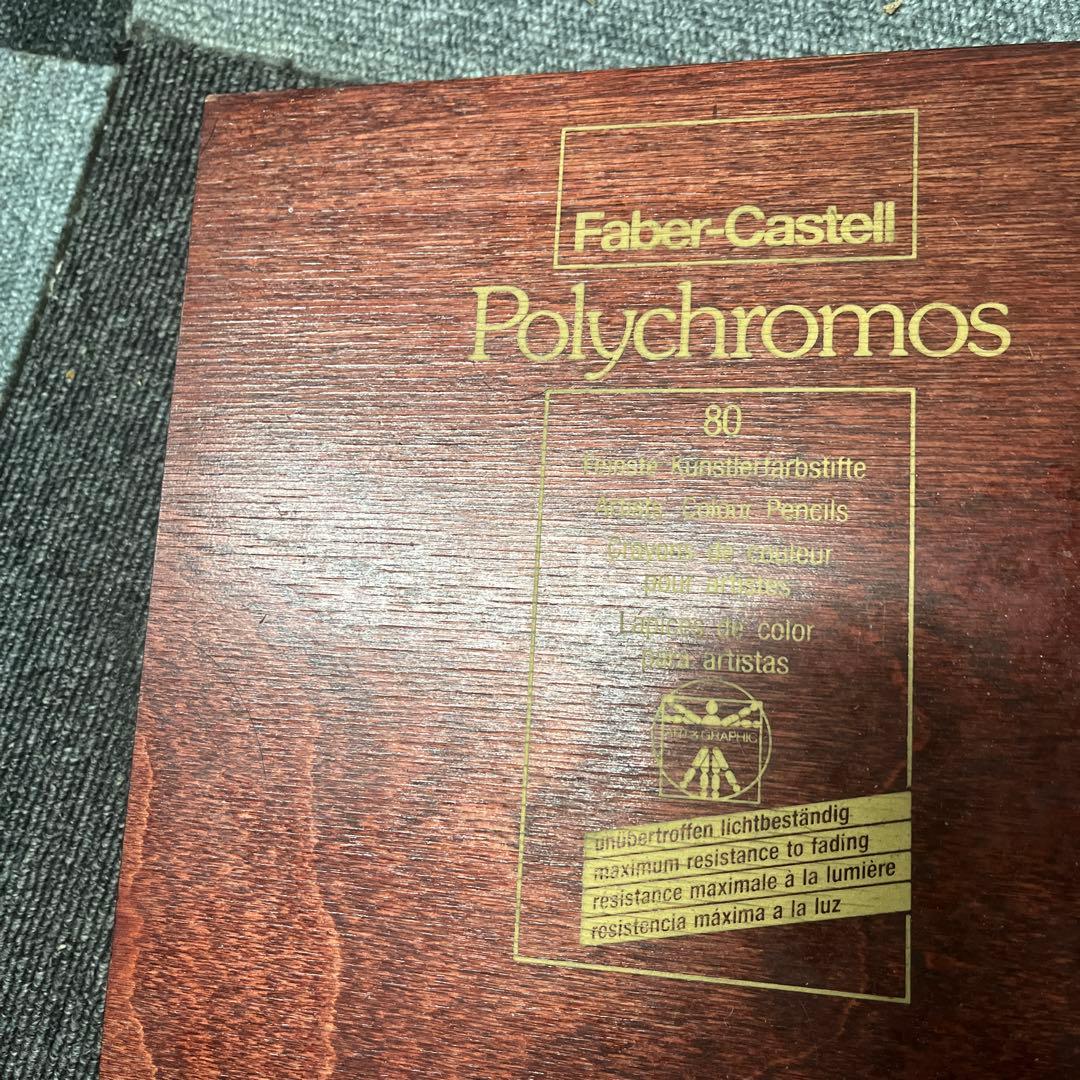 Faber-Castell
Polychromos
80
Feinste Künstlerfarbstifte
Artists' Colour Pencils
Crayons de couleur
pour artistes
Lápices de color
para artistas
ART & GRAPHIC
unübertroffen lichtbeständig
maximum resistance to fading
résistance maximale à la lumière
resistencia máxima a la luz